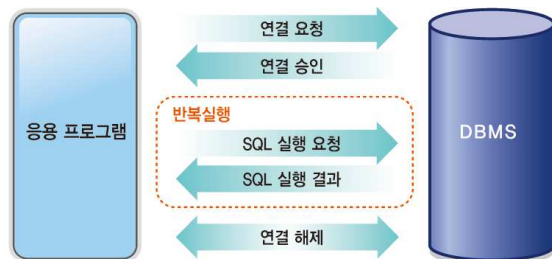 연결 요청
연결 승인
반복실행
응용 프로그램
SQL 실행 요청
DBMS
SQL 실행 결과
연결 해제